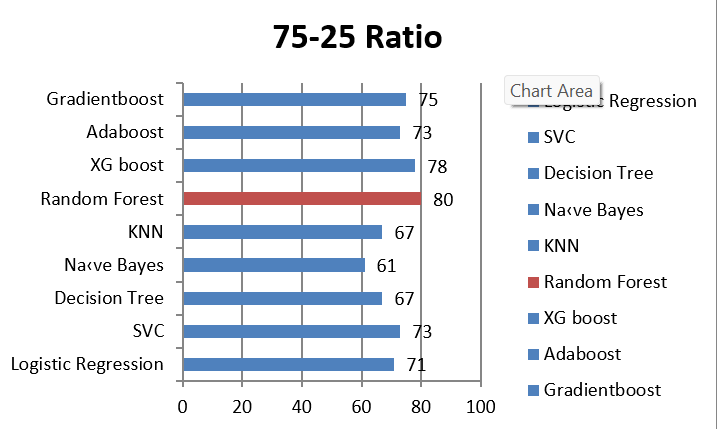 75-25 Ratio
Gradientboost 75
Adaboost 73
XG boost 78
Random Forest 80
KNN 67
Na‹ve Bayes 61
Decision Tree 67
SVC 73
Logistic Regression 71
0 20 40 60 80 100
Chart Area
Logistic Regression
SVC
Decision Tree
Na‹ve Bayes
KNN
Random Forest
XG boost
Adaboost
Gradientboost